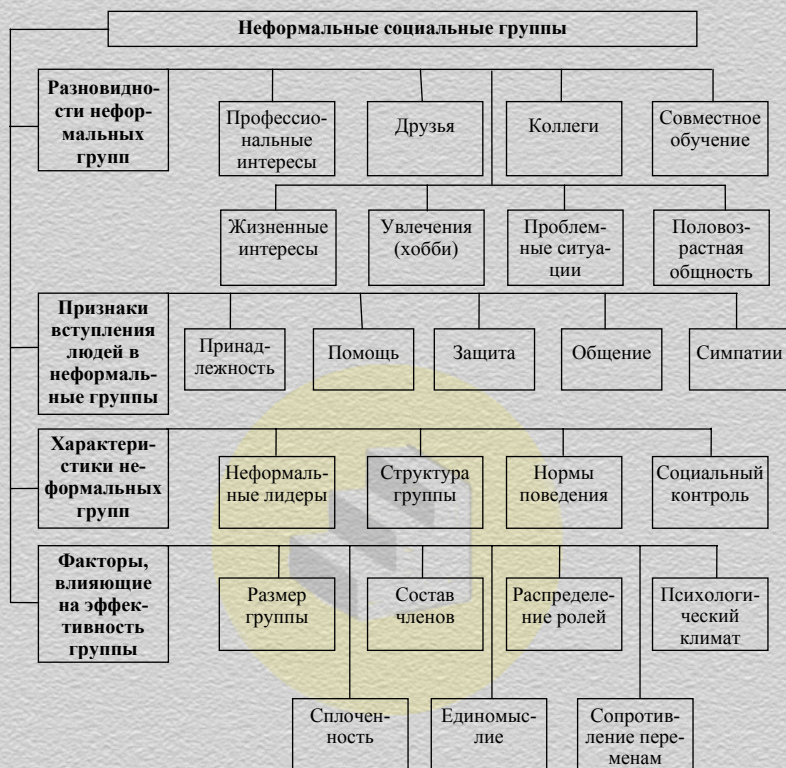 Неформальные социальные группы
Разновидно-
сти нефор-
мальных
групп
Профессио-
нальные
интересы
Друзья
Коллеги
Совместное
обучение
Жизненные
интересы
Увлечения
(хобби)
Проблем-
ные ситуа-
ции
Половоз-
растная
общность
Признаки
вступления
людей в
неформаль-
ные группы
Принад-
лежность
Помощь
Защита
Общение
Симпатии
Характери-
стики не-
формальных
групп
Неформаль-
ные лидеры
Структура
группы
Нормы
поведения
Социальный
контроль
Факторы,
влияющие
на эффек-
тивность
группы
Размер
группы
Состав
членов
Распределе-
ние ролей
Психологи-
ческий
климат
Сплочен-
ность
Единомыс-
лие
Сопротив-
ление пере-
менам